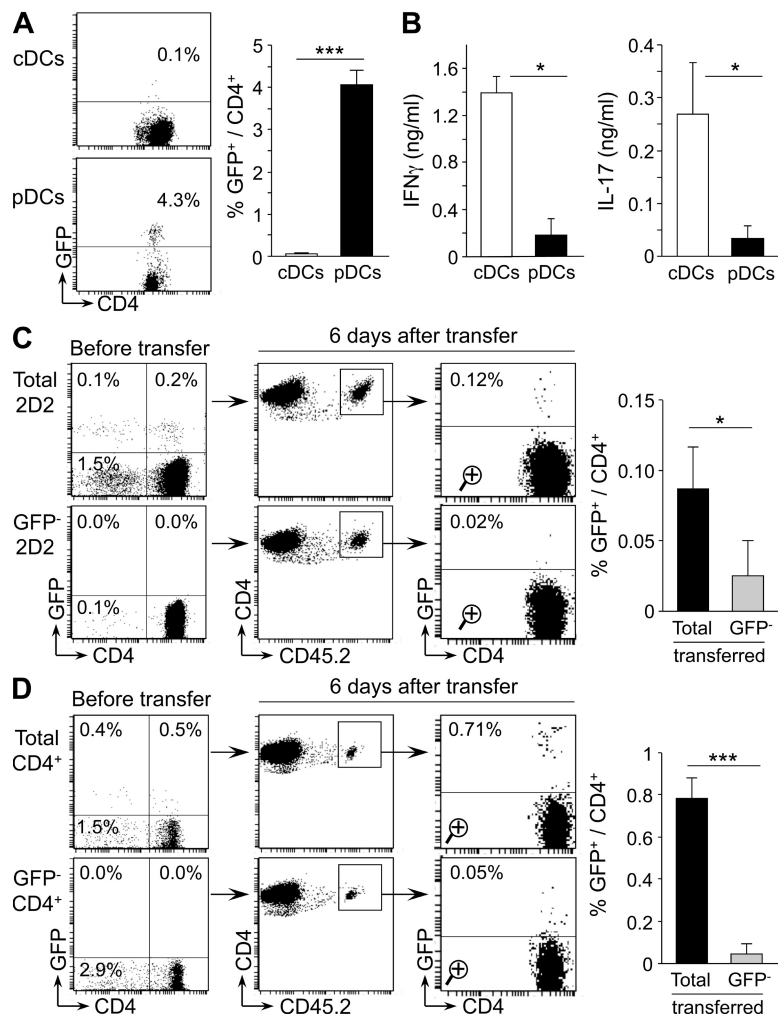 A
cDCs
0.1%
pDCs
4.3%
GFP
CD4
% GFP⁺ / CD4⁺
5
4
3
2
1
0
***
cDCs pDCs
B
IFNγ (ng/ml)
1.6
1.2
0.8
0.4
0
*
cDCs pDCs
IL-17 (ng/ml)
0.4
0.3
0.2
0.1
0
*
cDCs pDCs
C
Before transfer
6 days after transfer
Total
2D2
0.1% 0.2%
1.5%
0.12%
GFP⁻
2D2
0.0% 0.0%
0.1%
0.02%
GFP
CD4
CD4
CD45.2
GFP
CD4
% GFP⁺ / CD4⁺
0.15
0.10
0.05
0
*
Total GFP⁻
transferred
D
Before transfer
6 days after transfer
Total
CD4⁺
0.4% 0.5%
1.5%
0.71%
GFP⁻
CD4⁺
0.0% 0.0%
2.9%
0.05%
GFP
CD4
CD4
CD45.2
GFP
CD4
% GFP⁺ / CD4⁺
1
0.8
0.6
0.4
0.2
0
***
Total GFP⁻
transferred